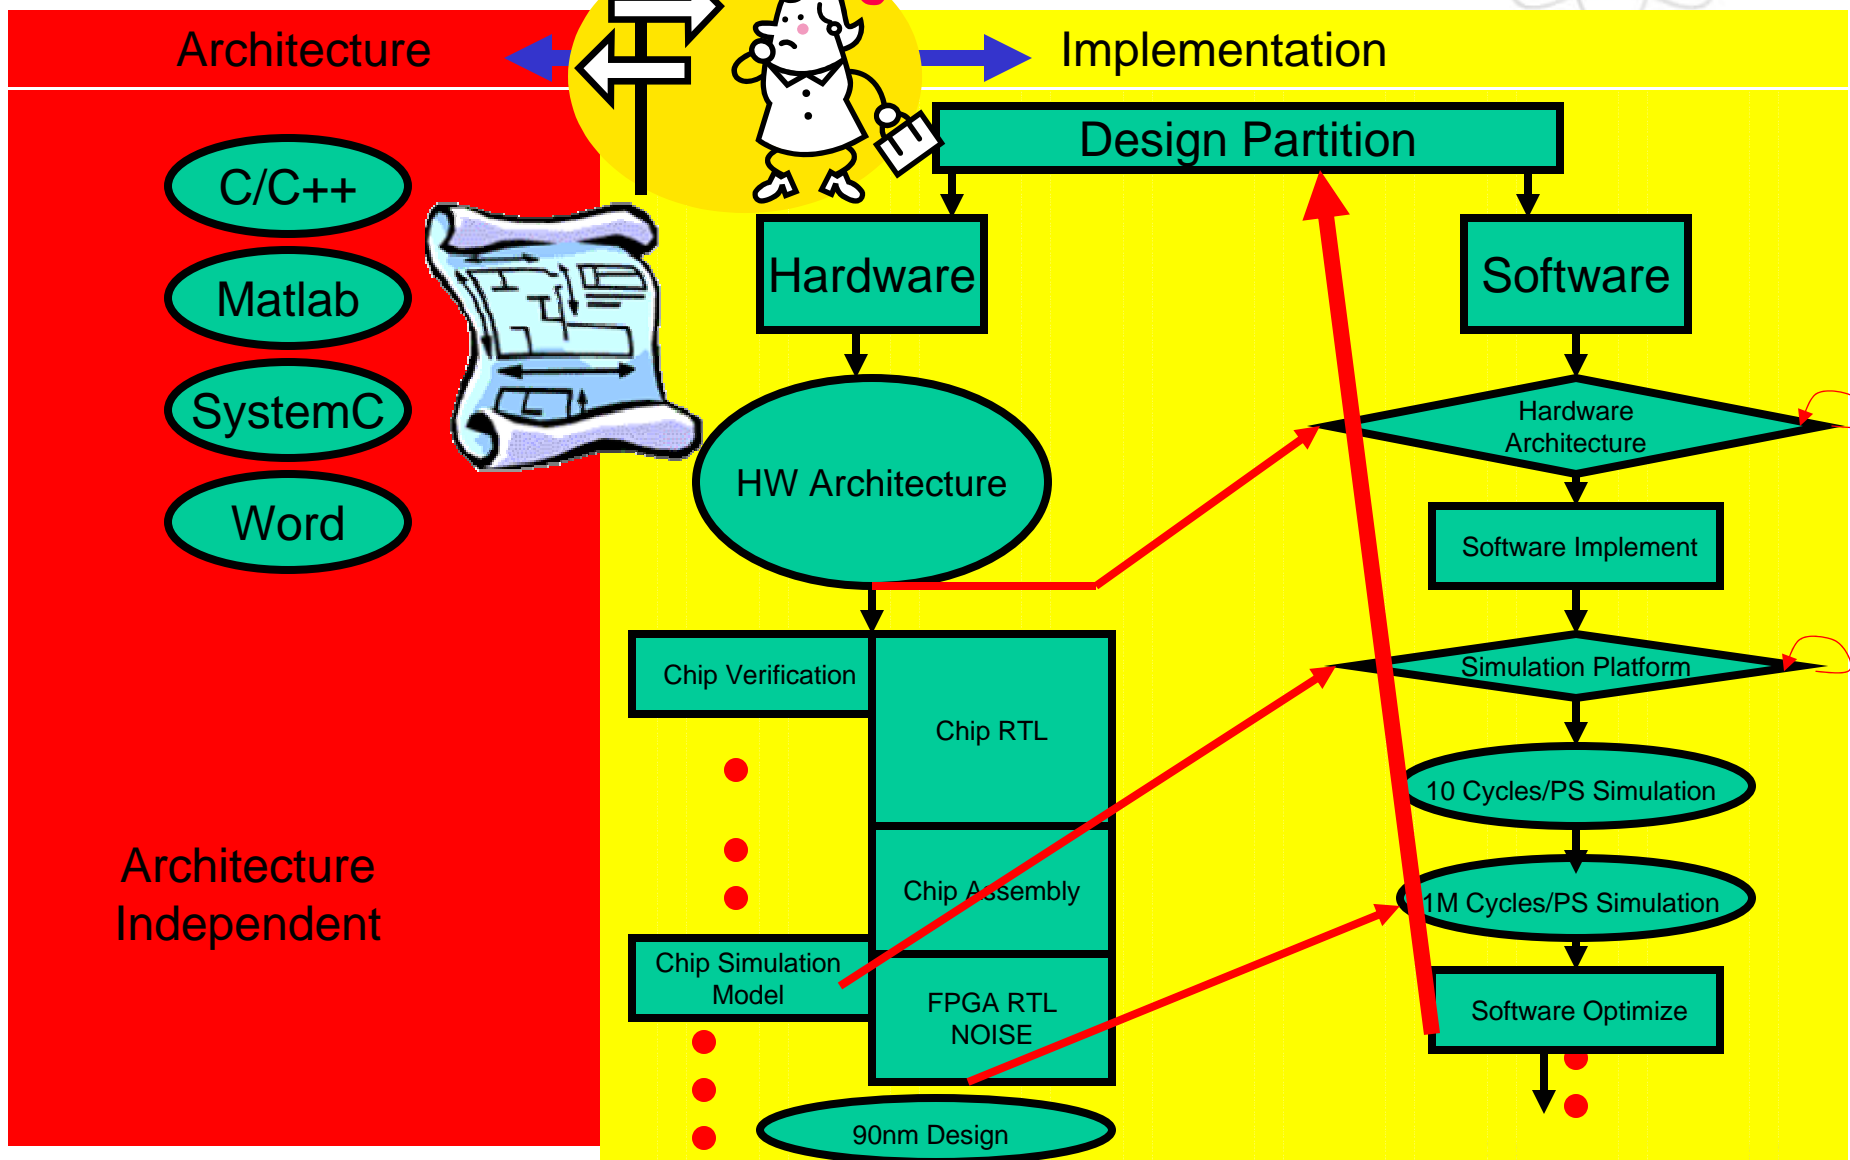 Architecture
Implementation
Design Partition
C/C++
Matlab
SystemC
Word
Hardware
Software
HW Architecture
Hardware
Architecture
Software Implement
Chip Verification
Chip RTL
Simulation Platform
10 Cycles/PS Simulation
Chip Assembly
1M Cycles/PS Simulation
Architecture
Independent
Chip Simulation
Model
FPGA RTL
NOISE
Software Optimize
90nm Design